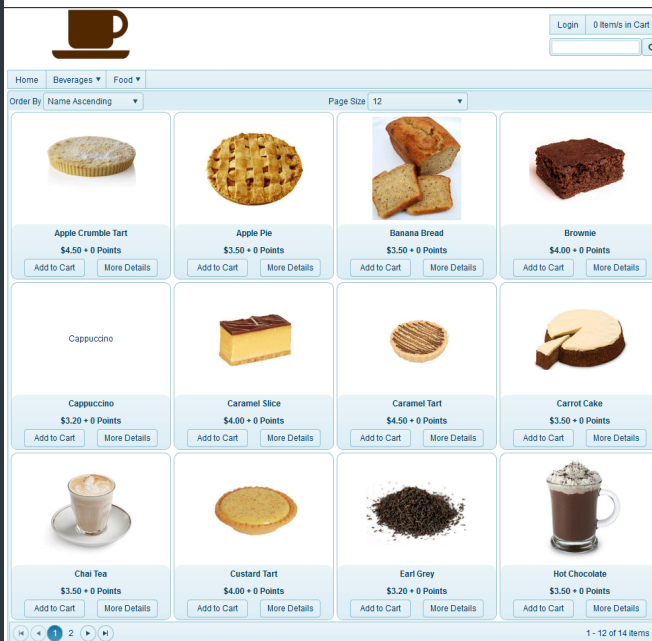 Login 0 Item/s in Cart
Home Beverages Food
Order By Name Ascending Page Size 12
Apple Crumble Tart Apple Pie Banana Bread Brownie
$4.50 + 0 Points $3.50 + 0 Points $3.50 + 0 Points $4.00 + 0 Points
Add to Cart More Details Add to Cart More Details Add to Cart More Details Add to Cart More Details
Cappuccino
Cappuccino Caramel Slice Caramel Tart Carrot Cake
$3.20 + 0 Points $4.00 + 0 Points $4.50 + 0 Points $3.50 + 0 Points
Add to Cart More Details Add to Cart More Details Add to Cart More Details Add to Cart More Details
Chai Tea Custard Tart Earl Grey Hot Chocolate
$3.50 + 0 Points $4.00 + 0 Points $3.20 + 0 Points $3.50 + 0 Points
Add to Cart More Details Add to Cart More Details Add to Cart More Details Add to Cart More Details
1 2 1 - 12 of 14 items